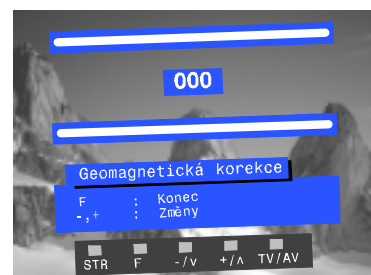 000
Geomagnetická korekce
F : Konec
-,+ : Změny
STR F -/v +/ʌ TV/AV